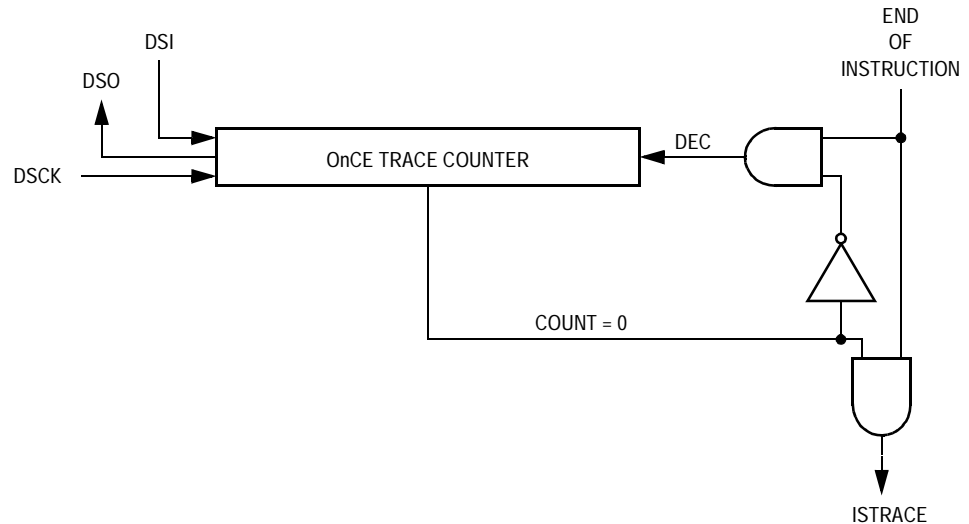 END
OF
INSTRUCTION
DSI
DSO
DSCK
OnCE TRACE COUNTER
DEC
COUNT = 0
ISTRACE